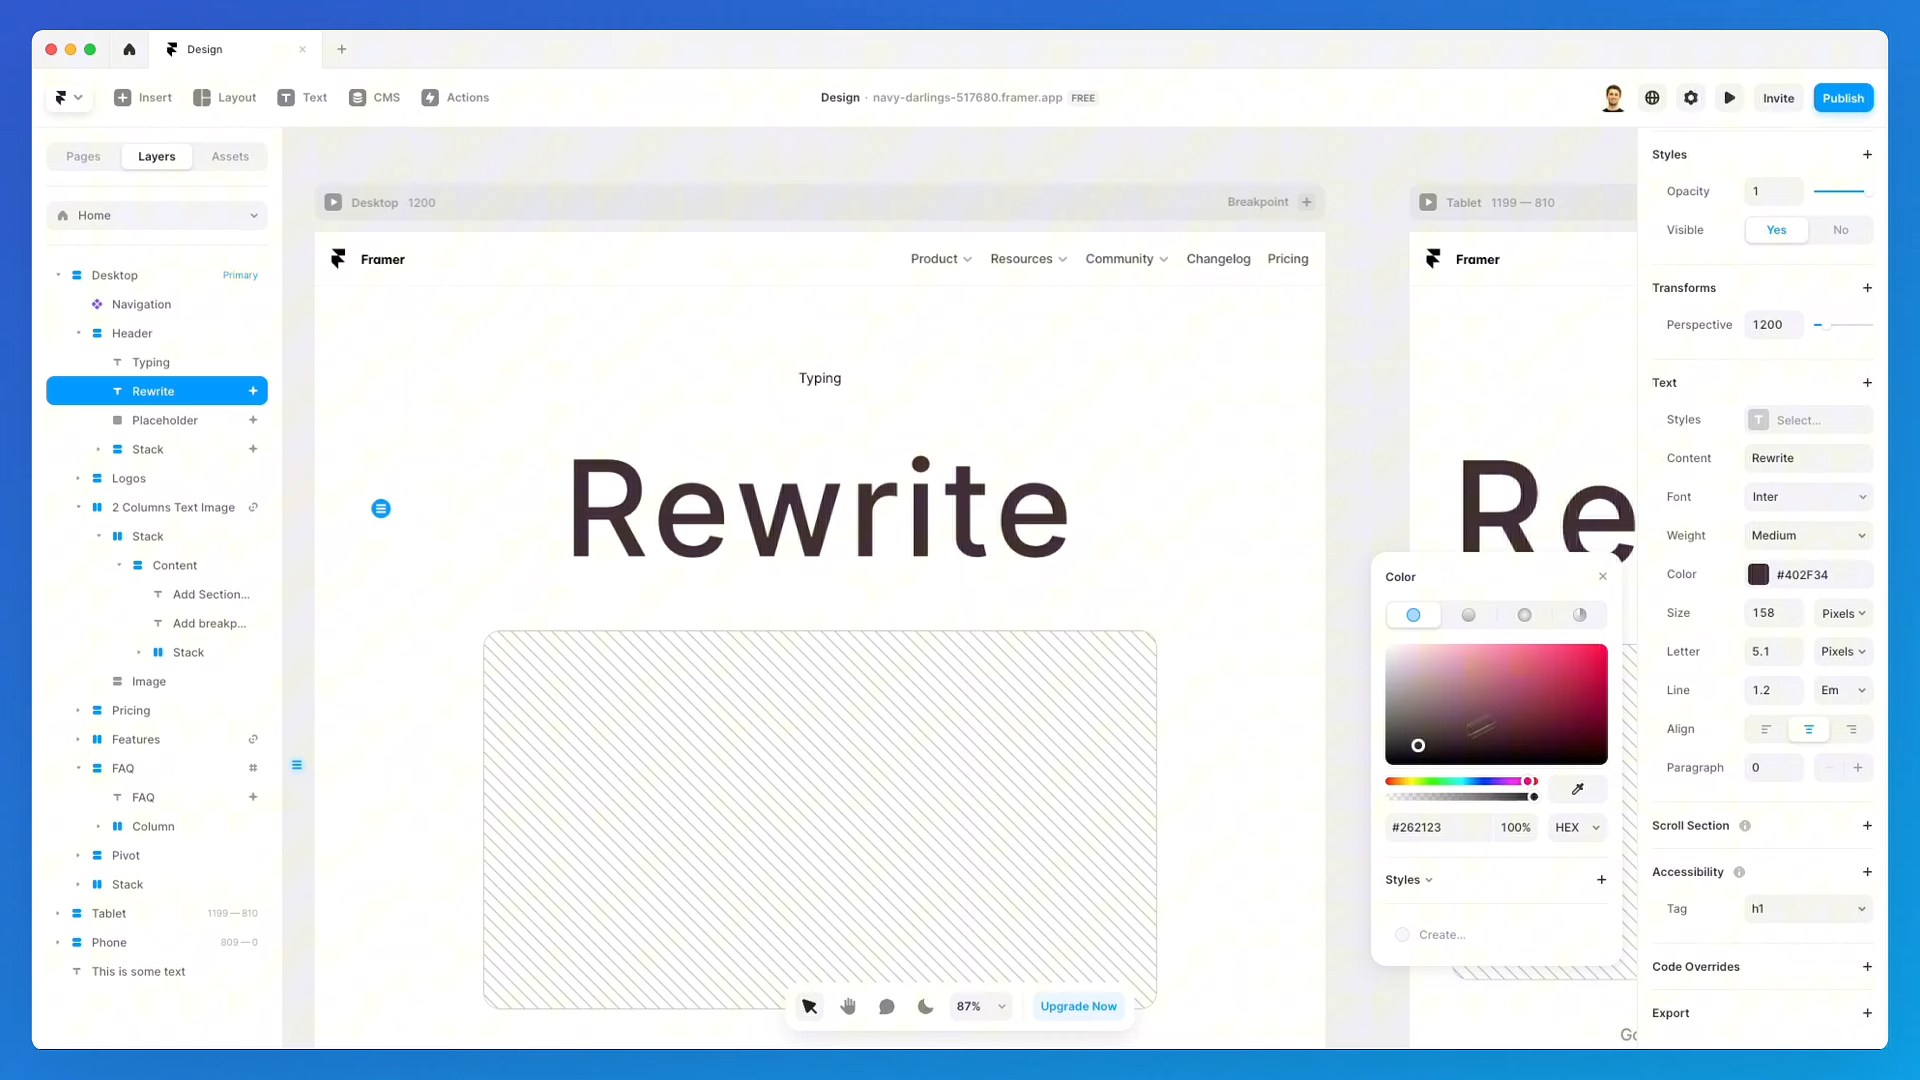 Design
Insert
Layout
Text
CMS
Actions
Design · navy-darlings-517680.framer.app FREE
Invite
Publish
Pages
Layers
Assets
Home
Desktop Primary
Navigation
Header
Typing
Rewrite
Placeholder
Stack
Logos
2 Columns Text Image
Stack
Content
Add Section...
Add breakp...
Stack
Image
Pricing
Features
FAQ
FAQ
Column
Pivot
Stack
Tablet 1199 — 810
Phone 809 — 0
This is some text
Desktop 1200
Breakpoint
Framer
Product
Resources
Community
Changelog
Pricing
Typing
Rewrite
87%
Upgrade Now
Tablet 1199 — 810
Framer
Re
Go
Color
#262123 100% HEX
Styles
Create...
Styles
Opacity 1
Visible Yes No
Transforms
Perspective 1200
Text
Styles T Select...
Content Rewrite
Font Inter
Weight Medium
Color #402F34
Size 158 Pixels
Letter 5.1 Pixels
Line 1.2 Em
Align
Paragraph 0
Scroll Section
Accessibility
Tag h1
Code Overrides
Export